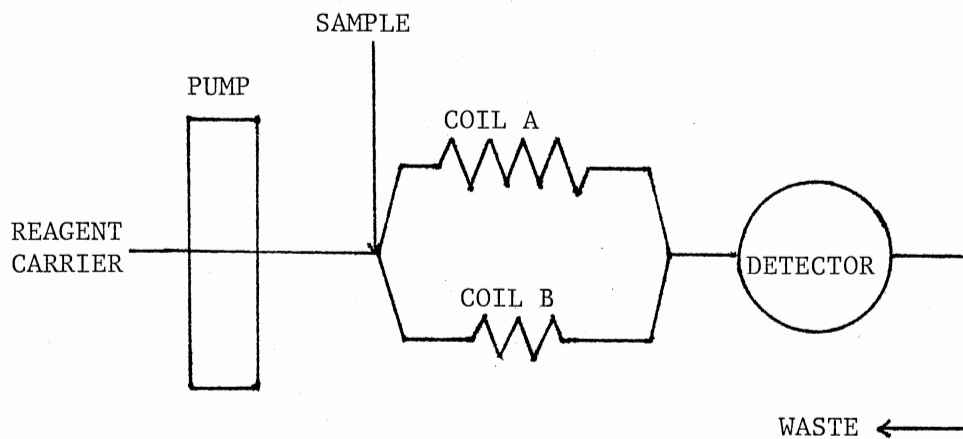 SAMPLE
PUMP
COIL A
REAGENT
CARRIER
DETECTOR
COIL B
WASTE